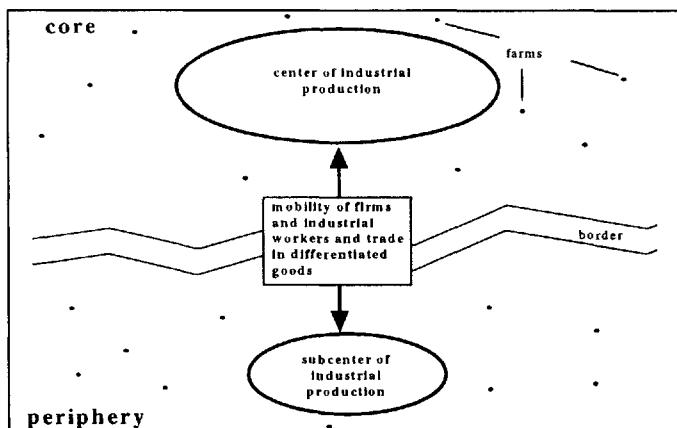 core
farms
center of industrial
production
mobility of firms
and industrial
workers and trade
in differentiated
goods
border
subcenter of
industrial
production
periphery